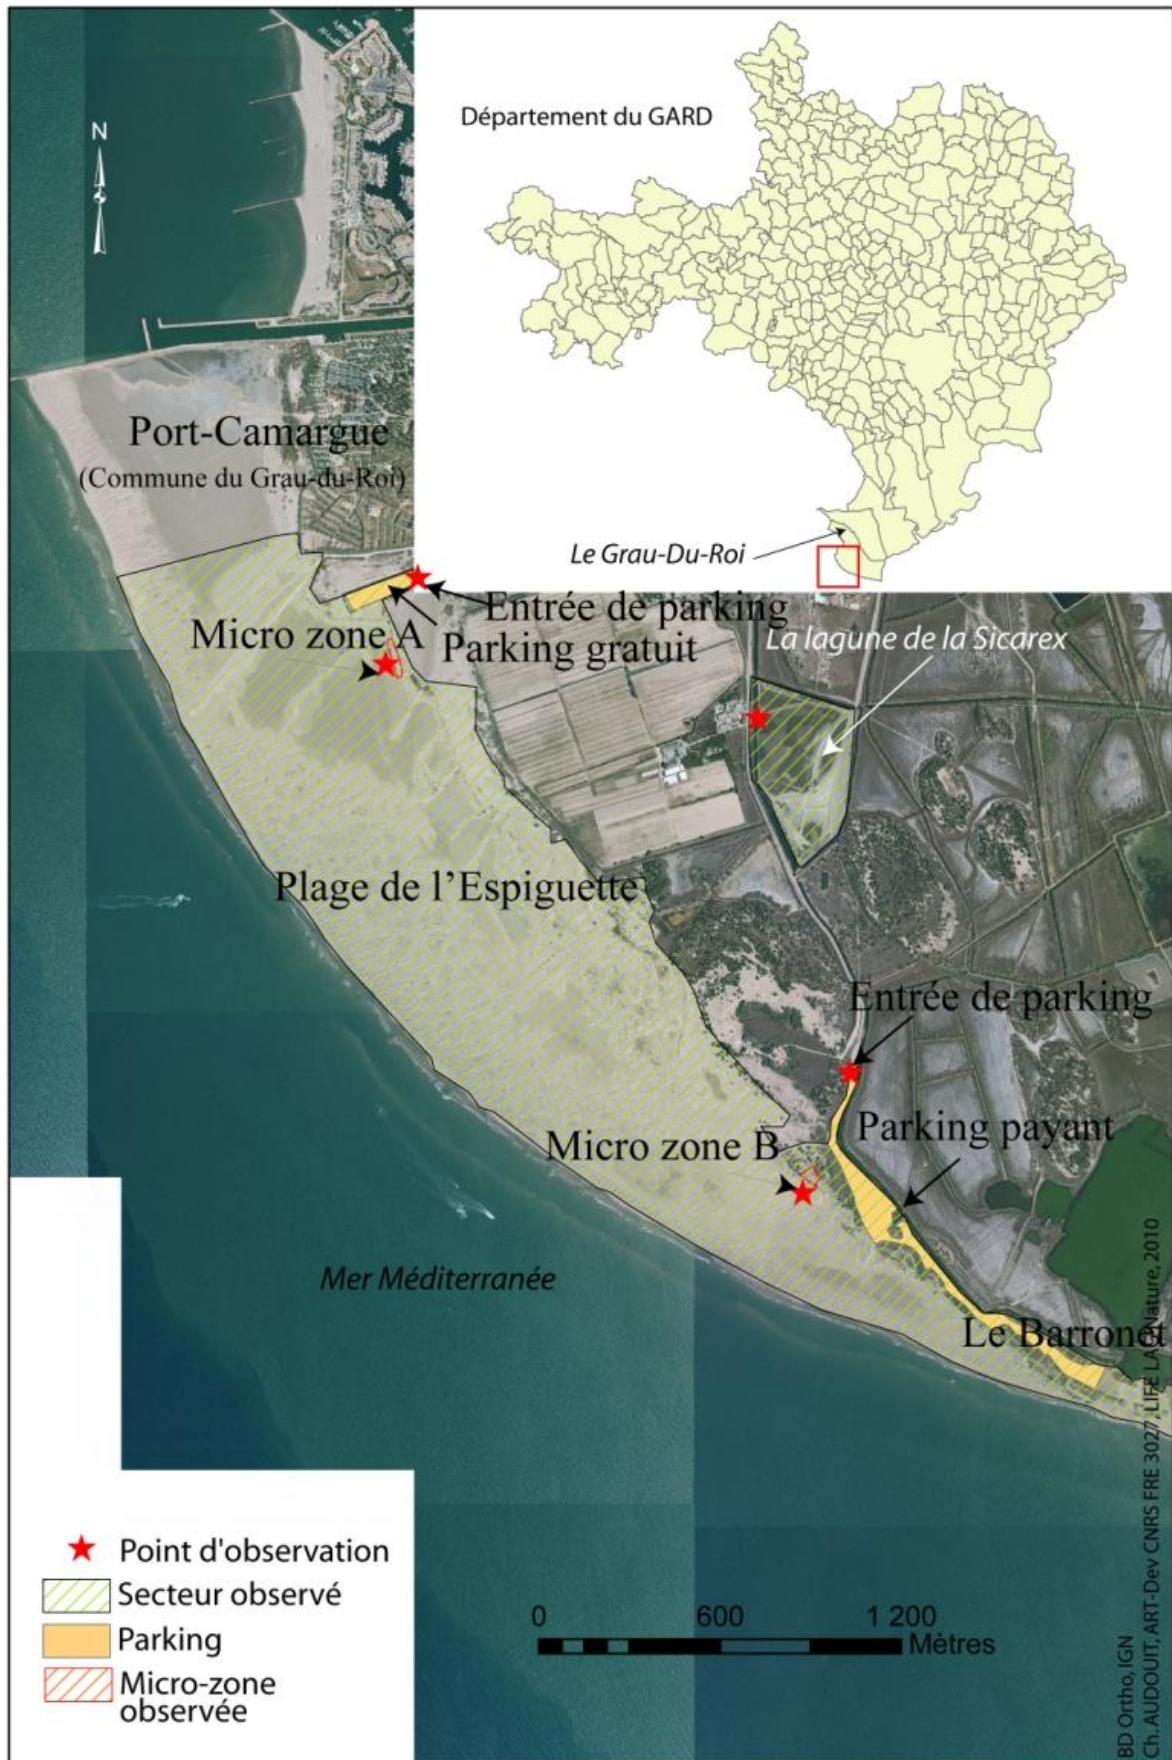 Département du GARD
N
Port-Camargue
(Commune du Grau-du-Roi)
Le Grau-Du-Roi
Entrée de parking
Micro zone A
Parking gratuit
La lagune de la Sicarex
Plage de l'Espiguette
Entrée de parking
Parking payant
Micro zone B
Mer Méditerranée
Le Barronet
Point d'observation
Secteur observé
Parking
Micro-zone
observée
0 600 1 200
Mètres
BD Ortho, IGN
Ch. AUDOUIT, ART-Dev CNRS FRE 3027, LIFE LAG'Nature, 2010